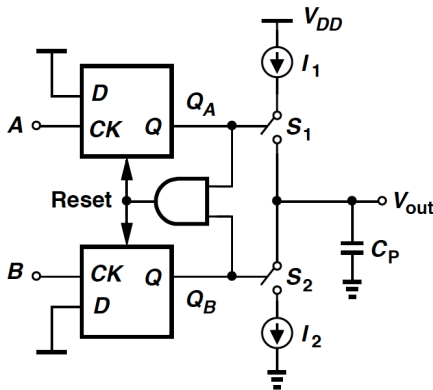 V_DD
I_1
D
Q_A
A
CK
Q
S_1
Reset
V_out
C_P
B
CK
Q
S_2
D
Q_B
I_2